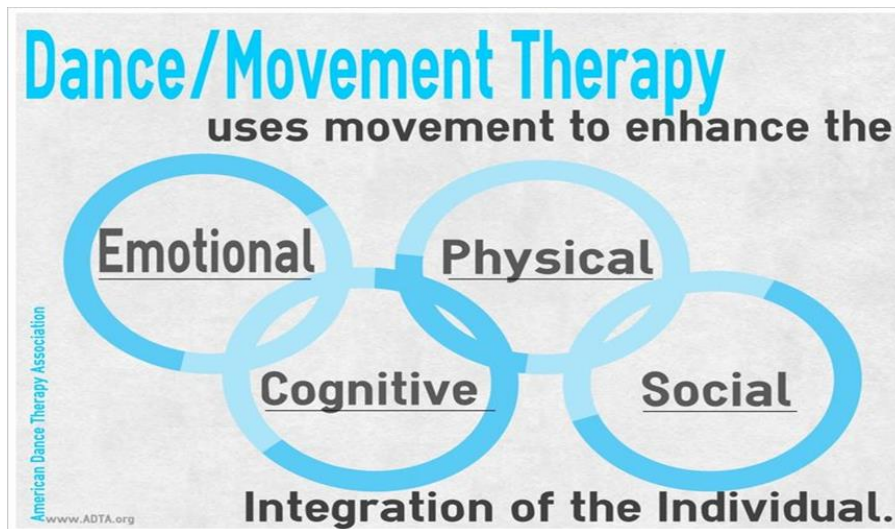 Dance/Movement Therapy
uses movement to enhance the
Emotional
Physical
Cognitive
Social
Integration of the Individual.
American Dance Therapy Association
www.ADTA.org